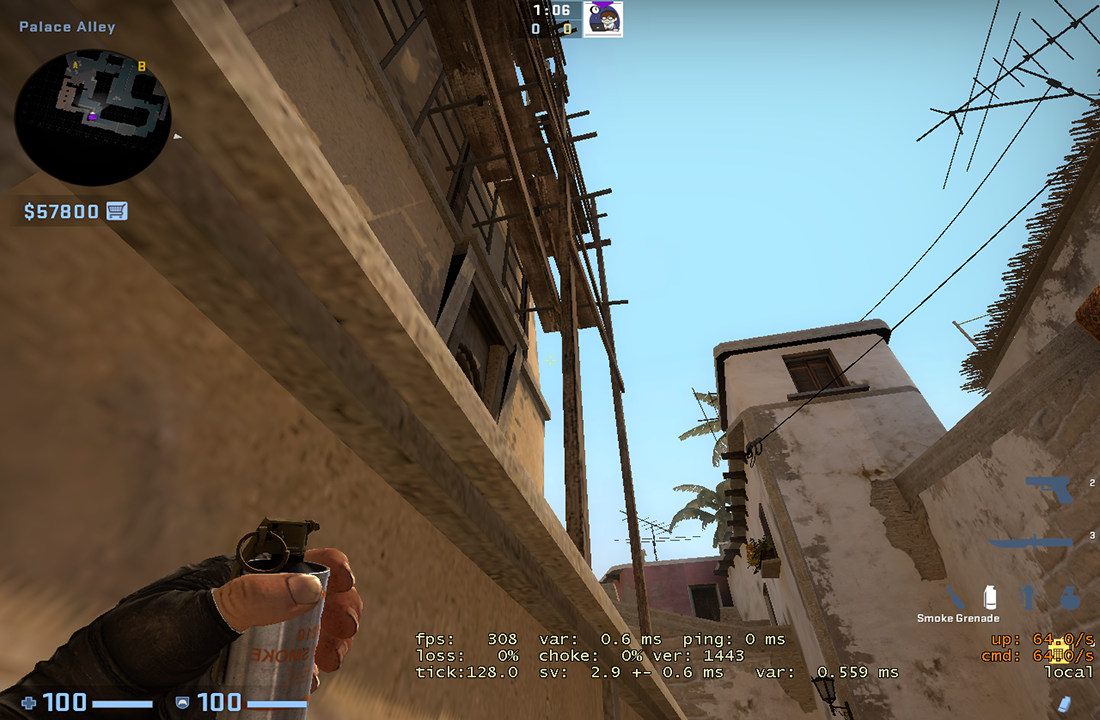 Palace Alley
1:06
0 0
A B
$57800
2
3
Smoke Grenade
SMOKE
fps: 308 var: 0.6 ms ping: 0 ms
loss: 0% choke: 0% ver: 1443
tick:128.0 sv: 2.9 +- 0.6 ms var: 0.559 ms
up: 64.0/s
cmd: 64.0/s
local
100 100